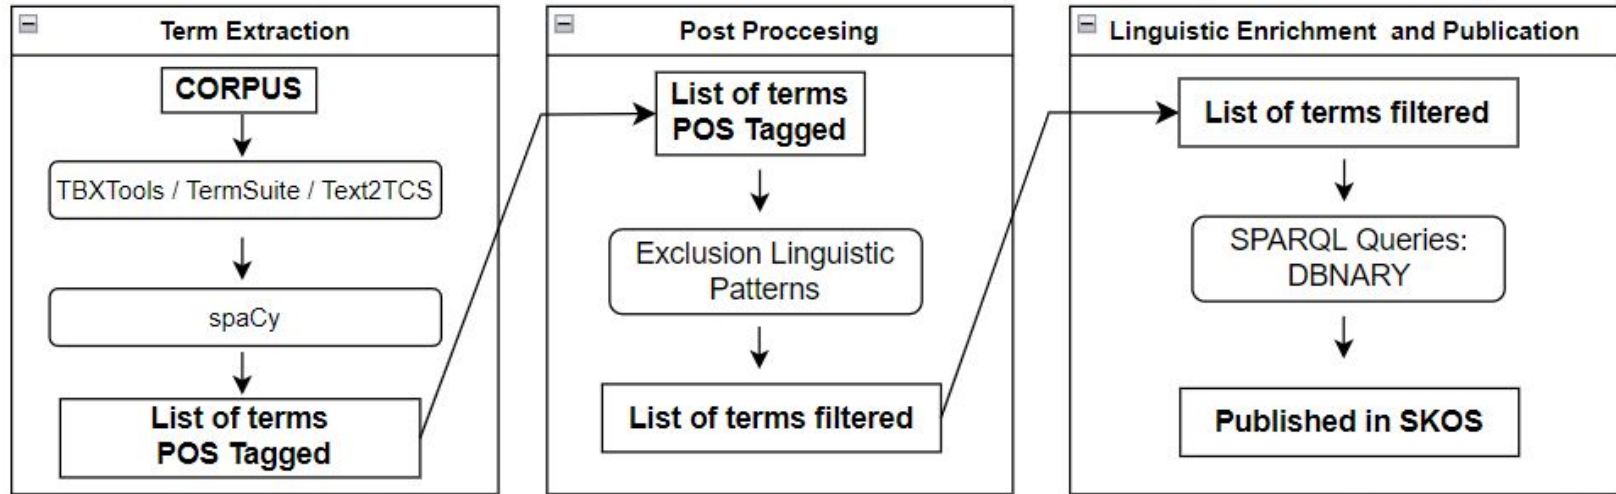 Term Extraction
CORPUS
TBXTools / TermSuite / Text2TCS
spaCy
List of terms
POS Tagged
Post Proccesing
List of terms
POS Tagged
Exclusion Linguistic
Patterns
List of terms filtered
Linguistic Enrichment and Publication
List of terms filtered
SPARQL Queries:
DBNARY
Published in SKOS